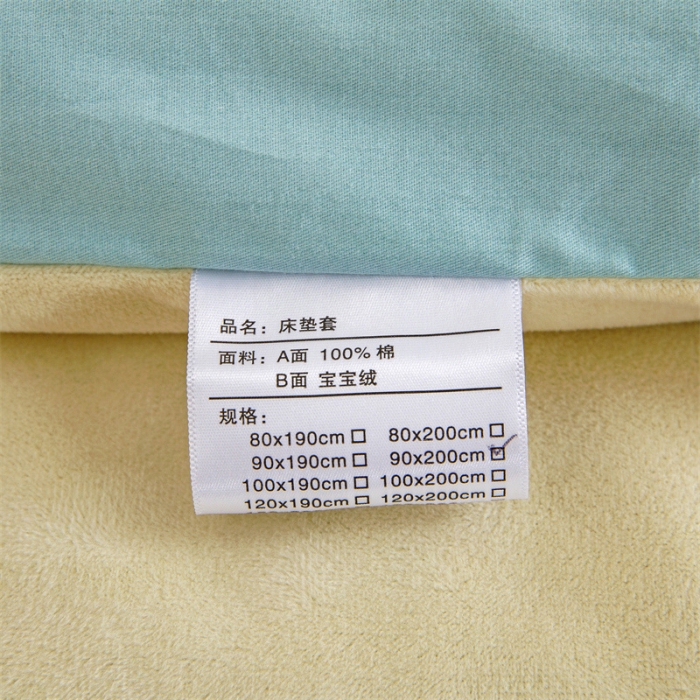 品名：床垫套
面料：A面 100% 棉
B面 宝宝绒
规格：
80x190cm□ 80x200cm□
90x190cm□ 90x200cm☑
100x190cm□ 100x200cm□
120x190cm□ 120x200cm□